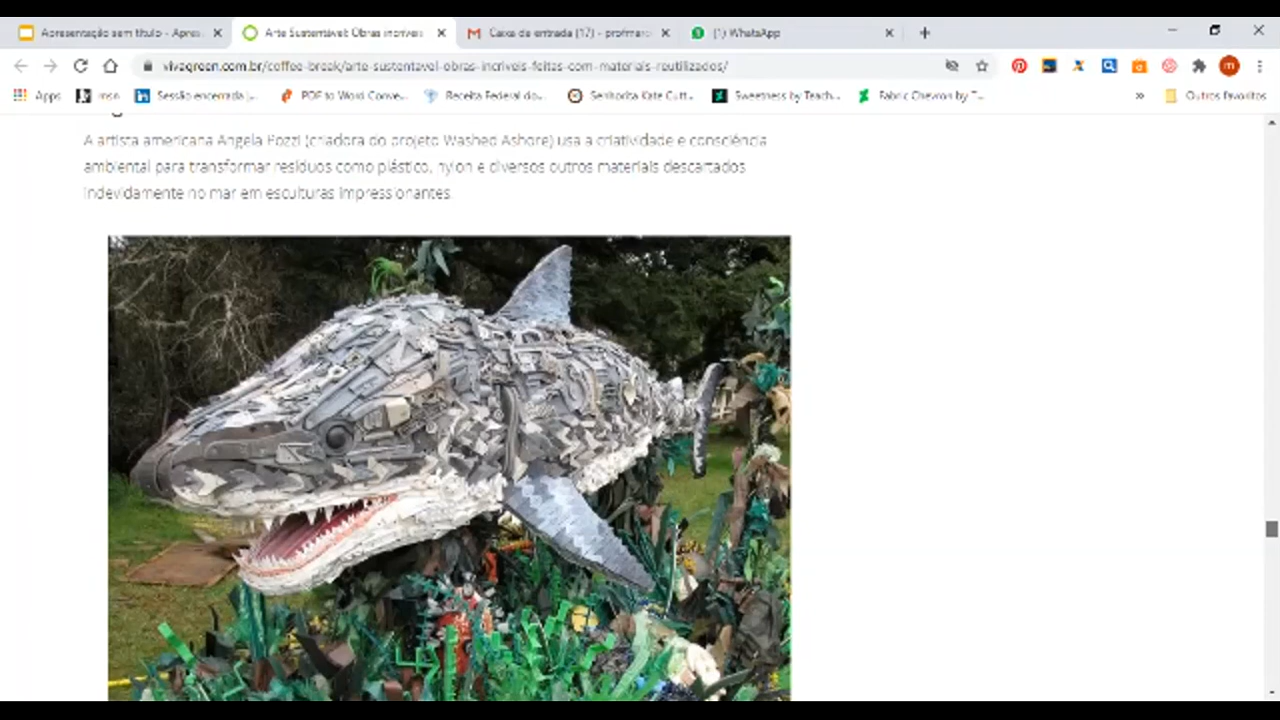 Apresentação sem título - Apres
Arte Sustentável: Obras incríveis
Caixa de entrada (17) - profmarc
(1) WhatsApp
vivagreen.com.br/coffee-break/arte-sustentavel-obras-incriveis-feitas-com-materiais-reutilizados/
m
Apps
msn
Sessão encerrada |...
PDF to Word Conve...
Receita Federal do...
Senhorita Kate Cutt...
Sweetness by Teach...
Fabric Chevron by T...
»
Outros favoritos
A artista americana Angela Pozzi (criadora do projeto Washed Ashore) usa a criatividade e consciência
ambiental para transformar resíduos como plástico, nylon e diversos outros materiais descartados
indevidamente no mar em esculturas impressionantes.